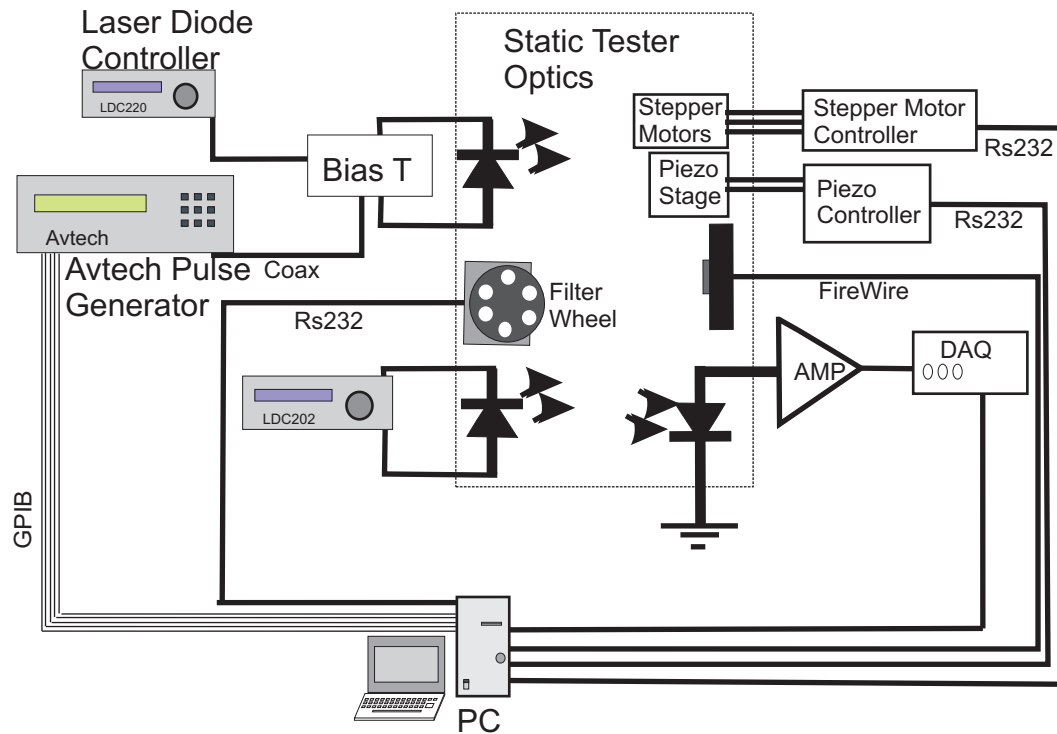 Laser Diode
Controller
LDC220
Static Tester
Optics
Stepper
Motors
Stepper Motor
Controller
Rs232
Bias T
Piezo
Stage
Piezo
Controller
Rs232
Avtech
Avtech Pulse
Generator
Coax
FireWire
Rs232
Filter
Wheel
AMP
DAQ
LDC202
GPIB
PC